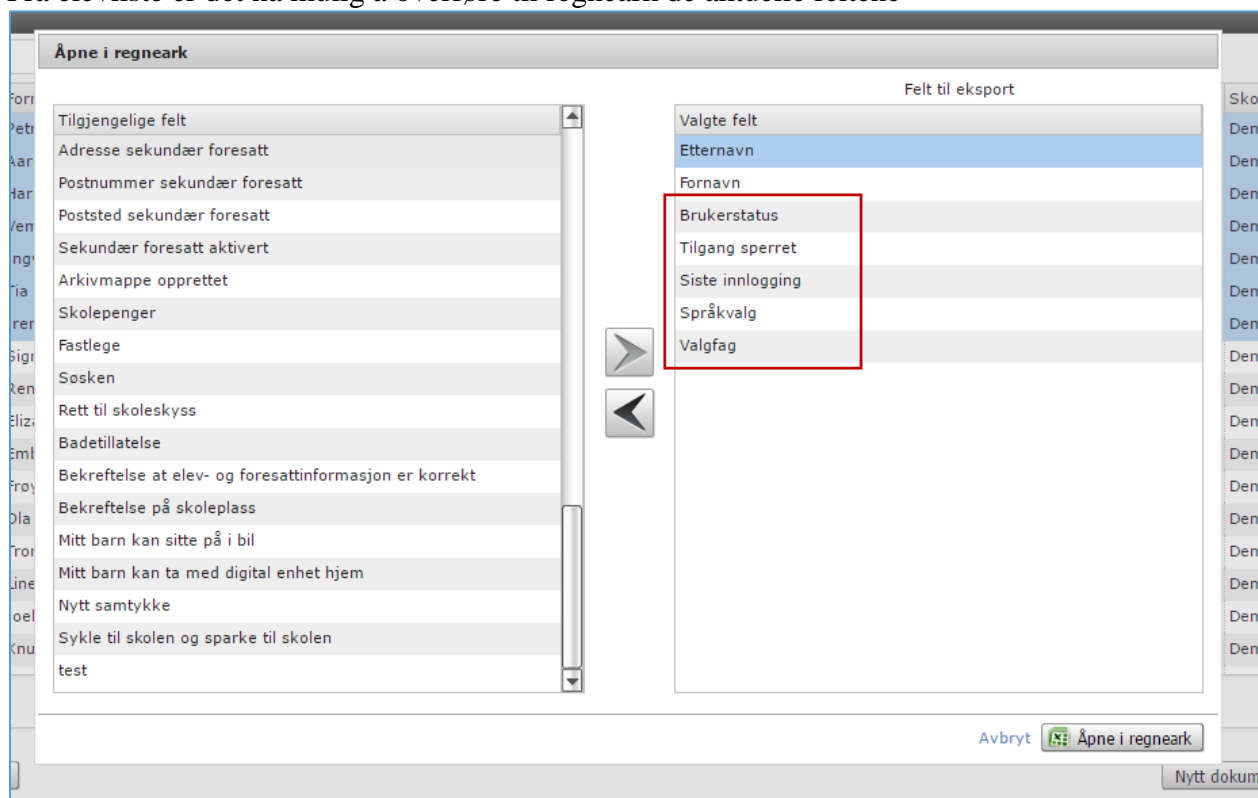 Åpne i regneark
Felt til eksport
Tilgjengelige felt
Adresse sekundær foresatt
Postnummer sekundær foresatt
Poststed sekundær foresatt
Sekundær foresatt aktivert
Arkivmappe opprettet
Skolepenger
Fastlege
Søsken
Rett til skoleskyss
Badetillatelse
Bekreftelse at elev- og foresattinformasjon er korrekt
Bekreftelse på skoleplass
Mitt barn kan sitte på i bil
Mitt barn kan ta med digital enhet hjem
Nytt samtykke
Sykle til skolen og sparke til skolen
test
Valgte felt
Etternavn
Fornavn
Brukerstatus
Tilgang sperret
Siste innlogging
Språkvalg
Valgfag
Avbryt
Åpne i regneark
Nytt